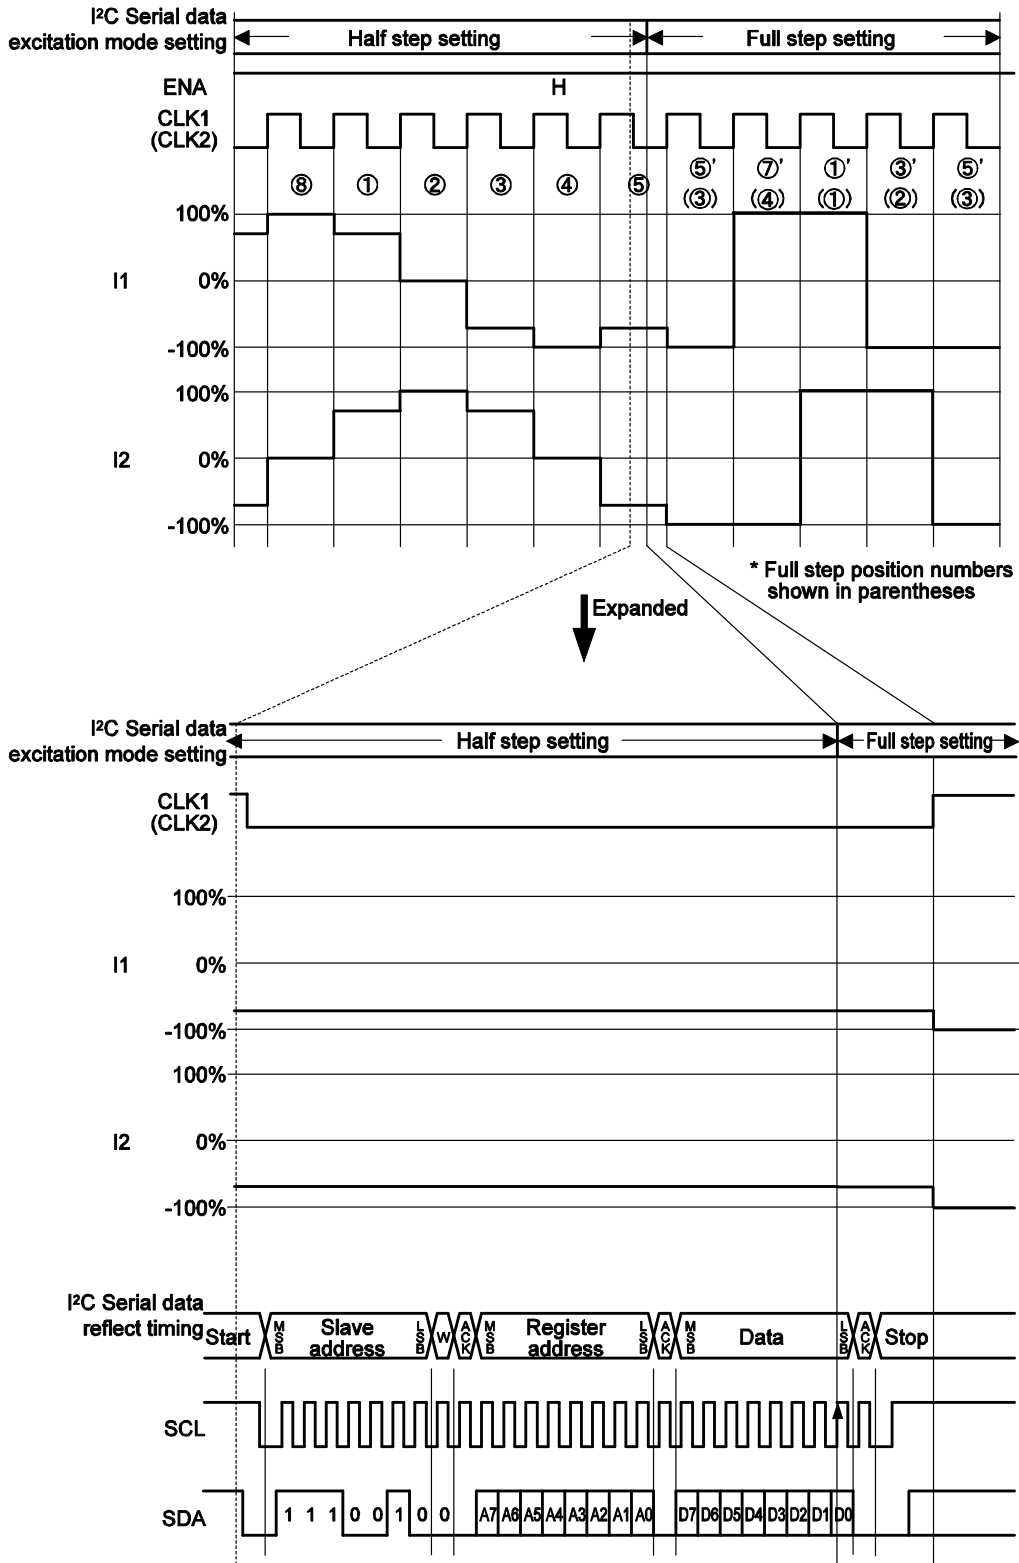 I²C Serial data
excitation mode setting
Half step setting
Full step setting
ENA
H
CLK1
(CLK2)
⑧ ① ② ③ ④ ⑤ ⑤' ⑦' ①' ③' ⑤'
(③) (④) (①) (②) (③)
100%
I1 0%
-100%
100%
I2 0%
-100%
* Full step position numbers
shown in parentheses
Expanded
I²C Serial data
excitation mode setting
Half step setting
Full step setting
CLK1
(CLK2)
100%
I1 0%
-100%
100%
I2 0%
-100%
I²C Serial data
reflect timing
Start MSB Slave address LSB W ACK MSB Register address LSB ACK MSB Data LSB ACK Stop
SCL
SDA 1 1 1 0 0 1 0 0 A7 A6 A5 A4 A3 A2 A1 A0 D7 D6 D5 D4 D3 D2 D1 D0